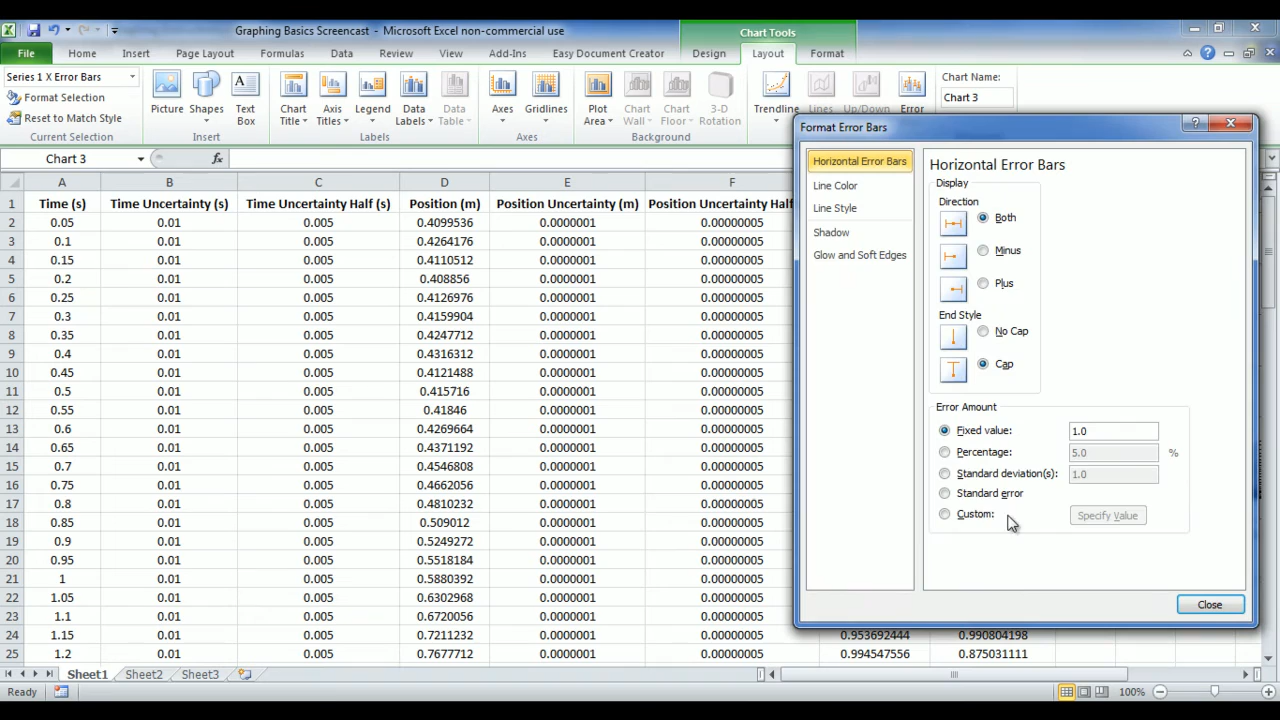 Graphing Basics Screencast - Microsoft Excel non-commercial use
Chart Tools
File Home Insert Page Layout Formulas Data Review View Add-Ins Easy Document Creator Design Layout Format
Series 1 X Error Bars
Format Selection
Reset to Match Style
Current Selection
Picture Shapes Text Box
Insert
Chart Title Axis Titles Legend Data Labels Data Table
Labels
Axes Gridlines
Axes
Plot Area Chart Wall Chart Floor 3-D Rotation
Background
Trendline Lines Up/Down Error
Chart Name:
Chart 3
Chart 3 fx
A B C D E F
1 Time (s) Time Uncertainty (s) Time Uncertainty Half (s) Position (m) Position Uncertainty (m) Position Uncertainty Half
2 0.05 0.01 0.005 0.4099536 0.0000001 0.00000005
3 0.1 0.01 0.005 0.4264176 0.0000001 0.00000005
4 0.15 0.01 0.005 0.4110512 0.0000001 0.00000005
5 0.2 0.01 0.005 0.408856 0.0000001 0.00000005
6 0.25 0.01 0.005 0.4126976 0.0000001 0.00000005
7 0.3 0.01 0.005 0.4159904 0.0000001 0.00000005
8 0.35 0.01 0.005 0.4247712 0.0000001 0.00000005
9 0.4 0.01 0.005 0.4316312 0.0000001 0.00000005
10 0.45 0.01 0.005 0.4121488 0.0000001 0.00000005
11 0.5 0.01 0.005 0.415716 0.0000001 0.00000005
12 0.55 0.01 0.005 0.41846 0.0000001 0.00000005
13 0.6 0.01 0.005 0.4269664 0.0000001 0.00000005
14 0.65 0.01 0.005 0.4371192 0.0000001 0.00000005
15 0.7 0.01 0.005 0.4546808 0.0000001 0.00000005
16 0.75 0.01 0.005 0.4662056 0.0000001 0.00000005
17 0.8 0.01 0.005 0.4810232 0.0000001 0.00000005
18 0.85 0.01 0.005 0.509012 0.0000001 0.00000005
19 0.9 0.01 0.005 0.5249272 0.0000001 0.00000005
20 0.95 0.01 0.005 0.5518184 0.0000001 0.00000005
21 1 0.01 0.005 0.5880392 0.0000001 0.00000005
22 1.05 0.01 0.005 0.6302968 0.0000001 0.00000005
23 1.1 0.01 0.005 0.6720056 0.0000001 0.00000005
24 1.15 0.01 0.005 0.7211232 0.0000001 0.00000005 0.953692444 0.990804198
25 1.2 0.01 0.005 0.7677712 0.0000001 0.00000005 0.994547556 0.875031111
Format Error Bars
Horizontal Error Bars
Line Color
Line Style
Shadow
Glow and Soft Edges
Horizontal Error Bars
Display
Direction
Both
Minus
Plus
End Style
No Cap
Cap
Error Amount
Fixed value: 1.0
Percentage: 5.0 %
Standard deviation(s): 1.0
Standard error
Custom: Specify Value
Close
Sheet1 Sheet2 Sheet3
Ready 100%